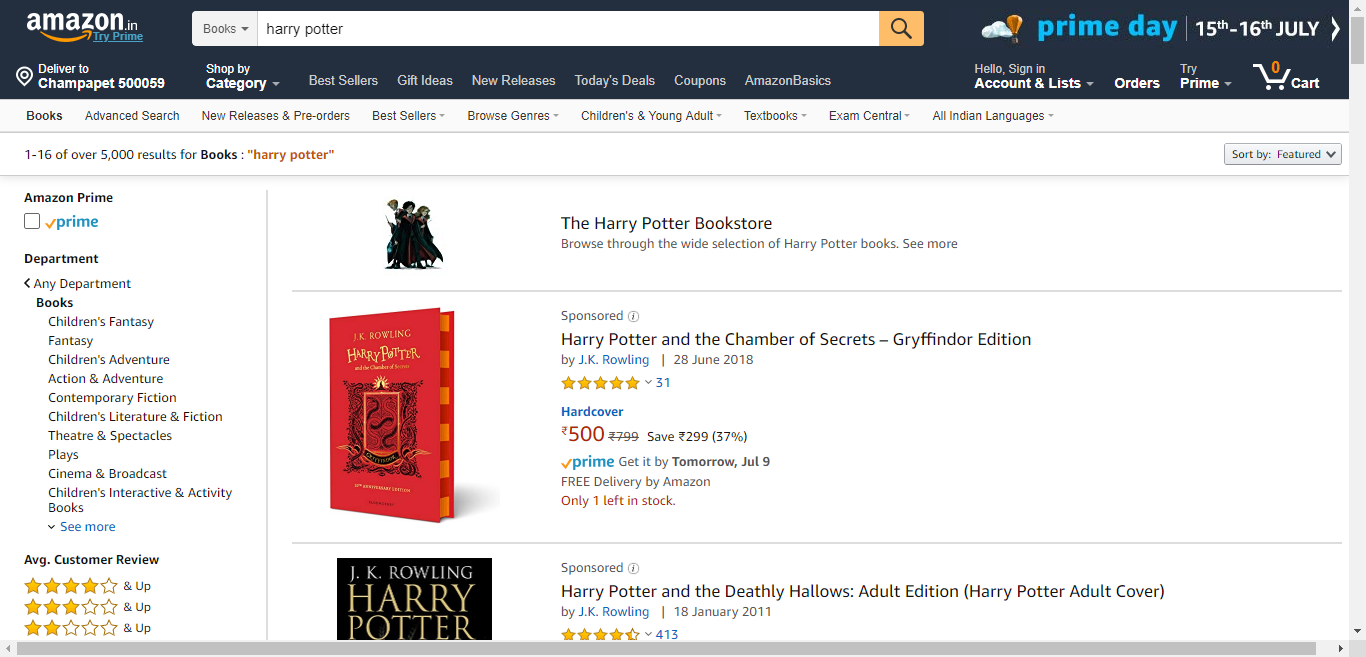 amazon.in
Try Prime
Books
harry potter
prime day 15th-16th JULY
Deliver to
Champapet 500059
Shop by
Category
Best Sellers Gift Ideas New Releases Today's Deals Coupons AmazonBasics
Hello, Sign in
Account & Lists
Orders
Try
Prime
0
Cart
Books Advanced Search New Releases & Pre-orders Best Sellers Browse Genres Children's & Young Adult Textbooks Exam Central All Indian Languages
1-16 of over 5,000 results for Books : "harry potter"
Sort by: Featured
Amazon Prime
prime
Department
Any Department
Books
Children's Fantasy
Fantasy
Children's Adventure
Action & Adventure
Contemporary Fiction
Children's Literature & Fiction
Theatre & Spectacles
Plays
Cinema & Broadcast
Children's Interactive & Activity
Books
See more
Avg. Customer Review
& Up
& Up
& Up
The Harry Potter Bookstore
Browse through the wide selection of Harry Potter books. See more
J.K. ROWLING
HARRY POTTER
and the Chamber of Secrets
GRYFFINDOR
20TH ANNIVERSARY EDITION
BLOOMSBURY
Sponsored
Harry Potter and the Chamber of Secrets – Gryffindor Edition
by J.K. Rowling | 28 June 2018
31
Hardcover
₹500 ₹799 Save ₹299 (37%)
prime Get it by Tomorrow, Jul 9
FREE Delivery by Amazon
Only 1 left in stock.
J. K. ROWLING
HARRY
POTTER
Sponsored
Harry Potter and the Deathly Hallows: Adult Edition (Harry Potter Adult Cover)
by J.K. Rowling | 18 January 2011
413